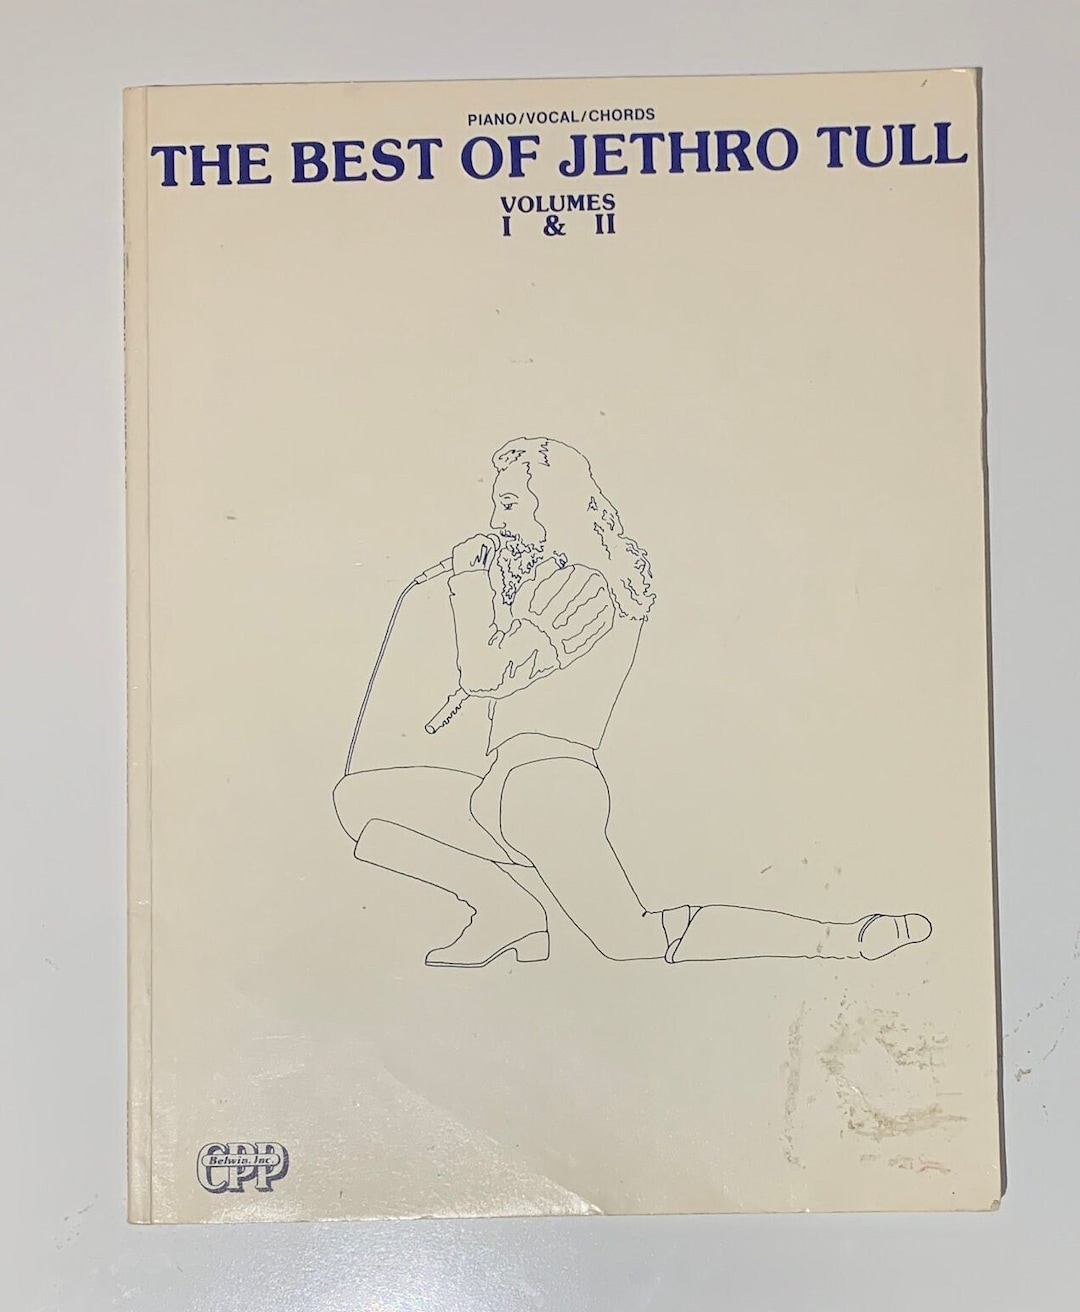 PIANO/VOCAL/CHORDS
THE BEST OF JETHRO TULL
VOLUMES
I & II
CPP
Belwin, Inc.